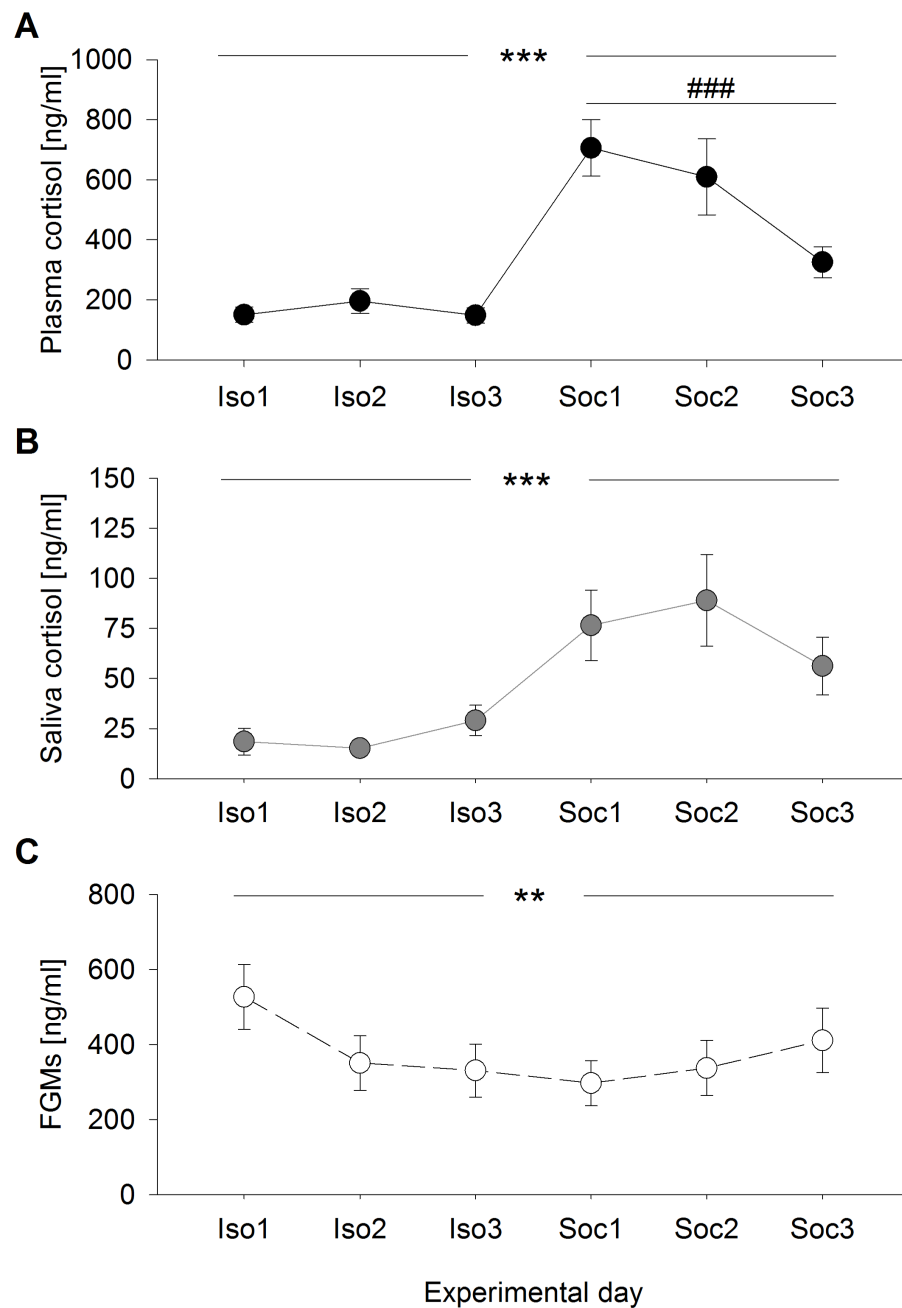 A
Plasma cortisol [ng/ml]
1000
800
600
400
200
0
***
###
Iso1 Iso2 Iso3 Soc1 Soc2 Soc3
B
Saliva cortisol [ng/ml]
150
125
100
75
50
25
0
***
Iso1 Iso2 Iso3 Soc1 Soc2 Soc3
C
FGMs [ng/ml]
800
600
400
200
0
**
Iso1 Iso2 Iso3 Soc1 Soc2 Soc3
Experimental day